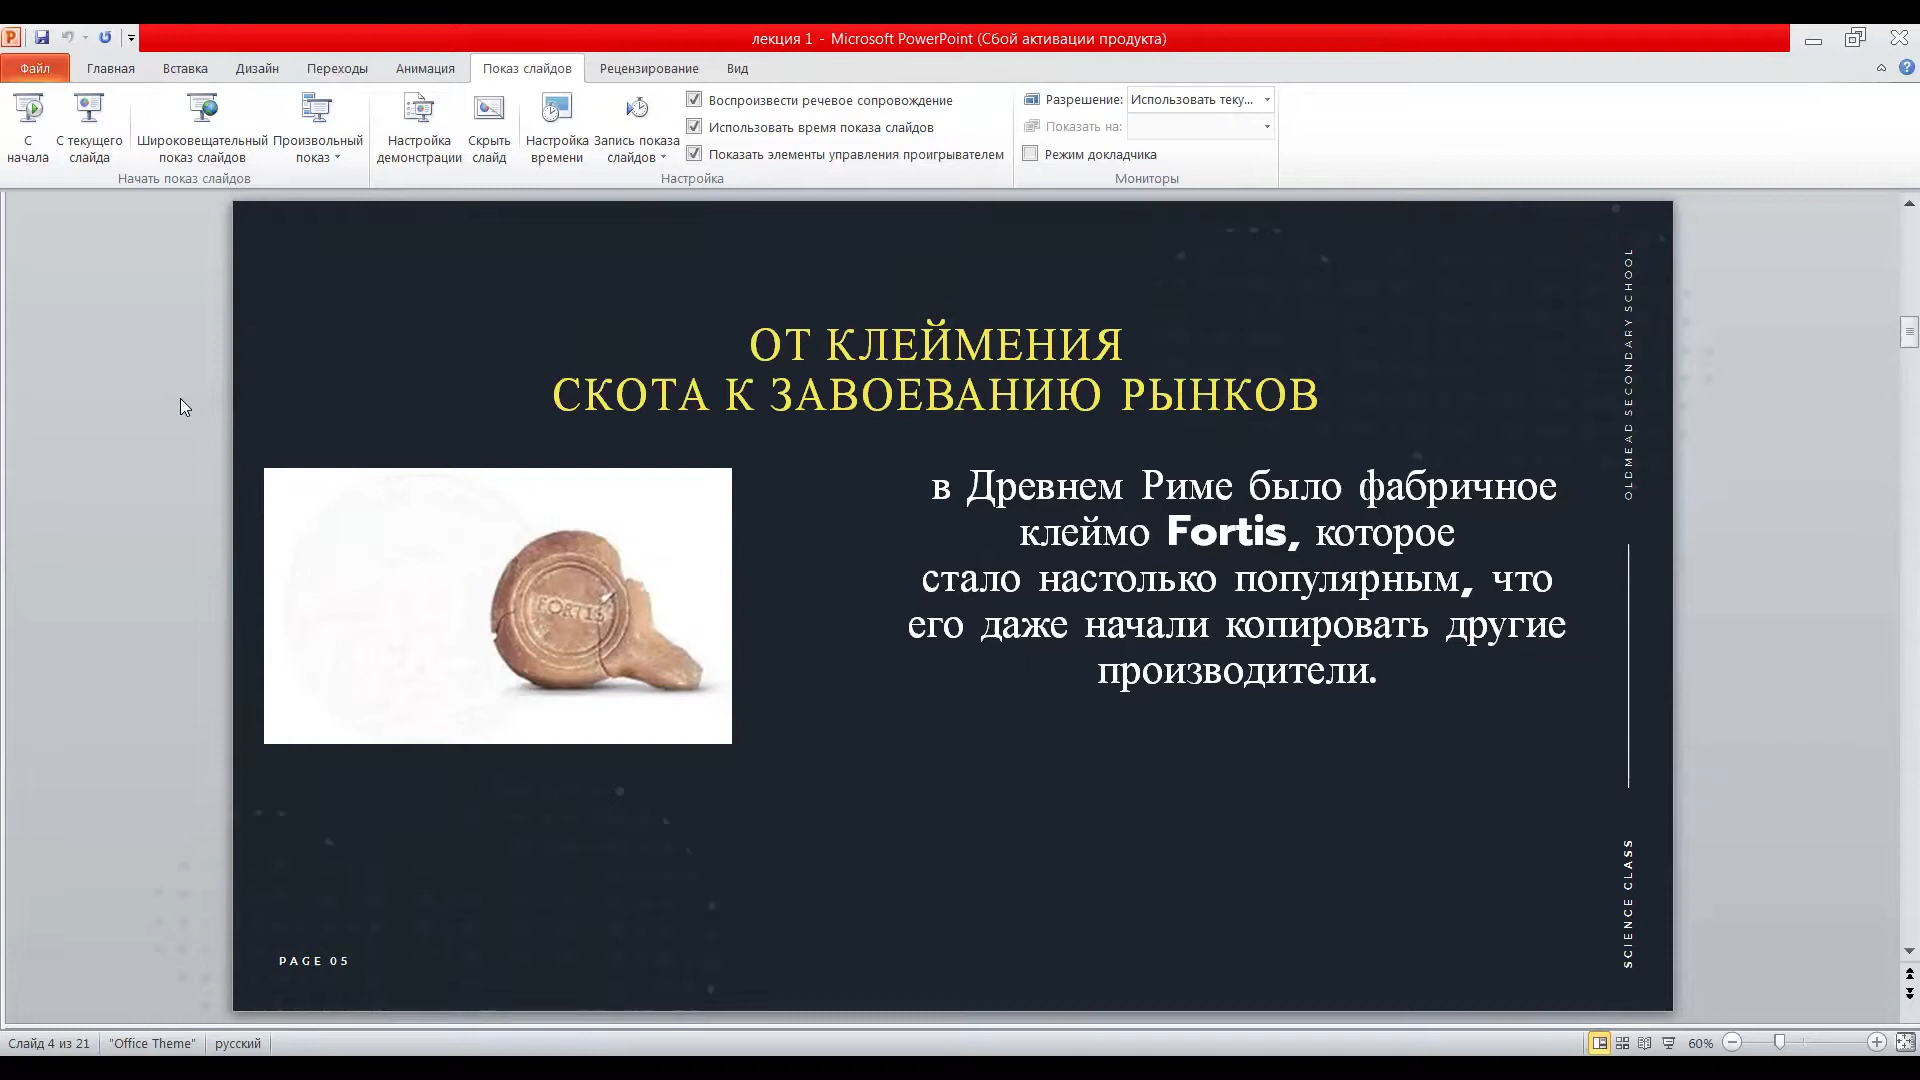 лекция 1 - Microsoft PowerPoint (Сбой активации продукта)
Файл Главная Вставка Дизайн Переходы Анимация Показ слайдов Рецензирование Вид
С начала
С текущего слайда
Широковещательный показ слайдов
Произвольный показ
Начать показ слайдов
Настройка демонстрации
Скрыть слайд
Настройка времени
Запись показа слайдов
Воспроизвести речевое сопровождение
Использовать время показа слайдов
Показать элементы управления проигрывателем
Настройка
Разрешение: Использовать теку...
Показать на:
Режим докладчика
Мониторы
ОТ КЛЕЙМЕНИЯ
СКОТА К ЗАВОЕВАНИЮ РЫНКОВ
FORTIS
в Древнем Риме было фабричное
клеймо Fortis, которое
стало настолько популярным, что
его даже начали копировать другие
производители.
OLDMEAD SECONDARY SCHOOL
SCIENCE CLASS
PAGE 05
Слайд 4 из 21 "Office Theme" русский 60%